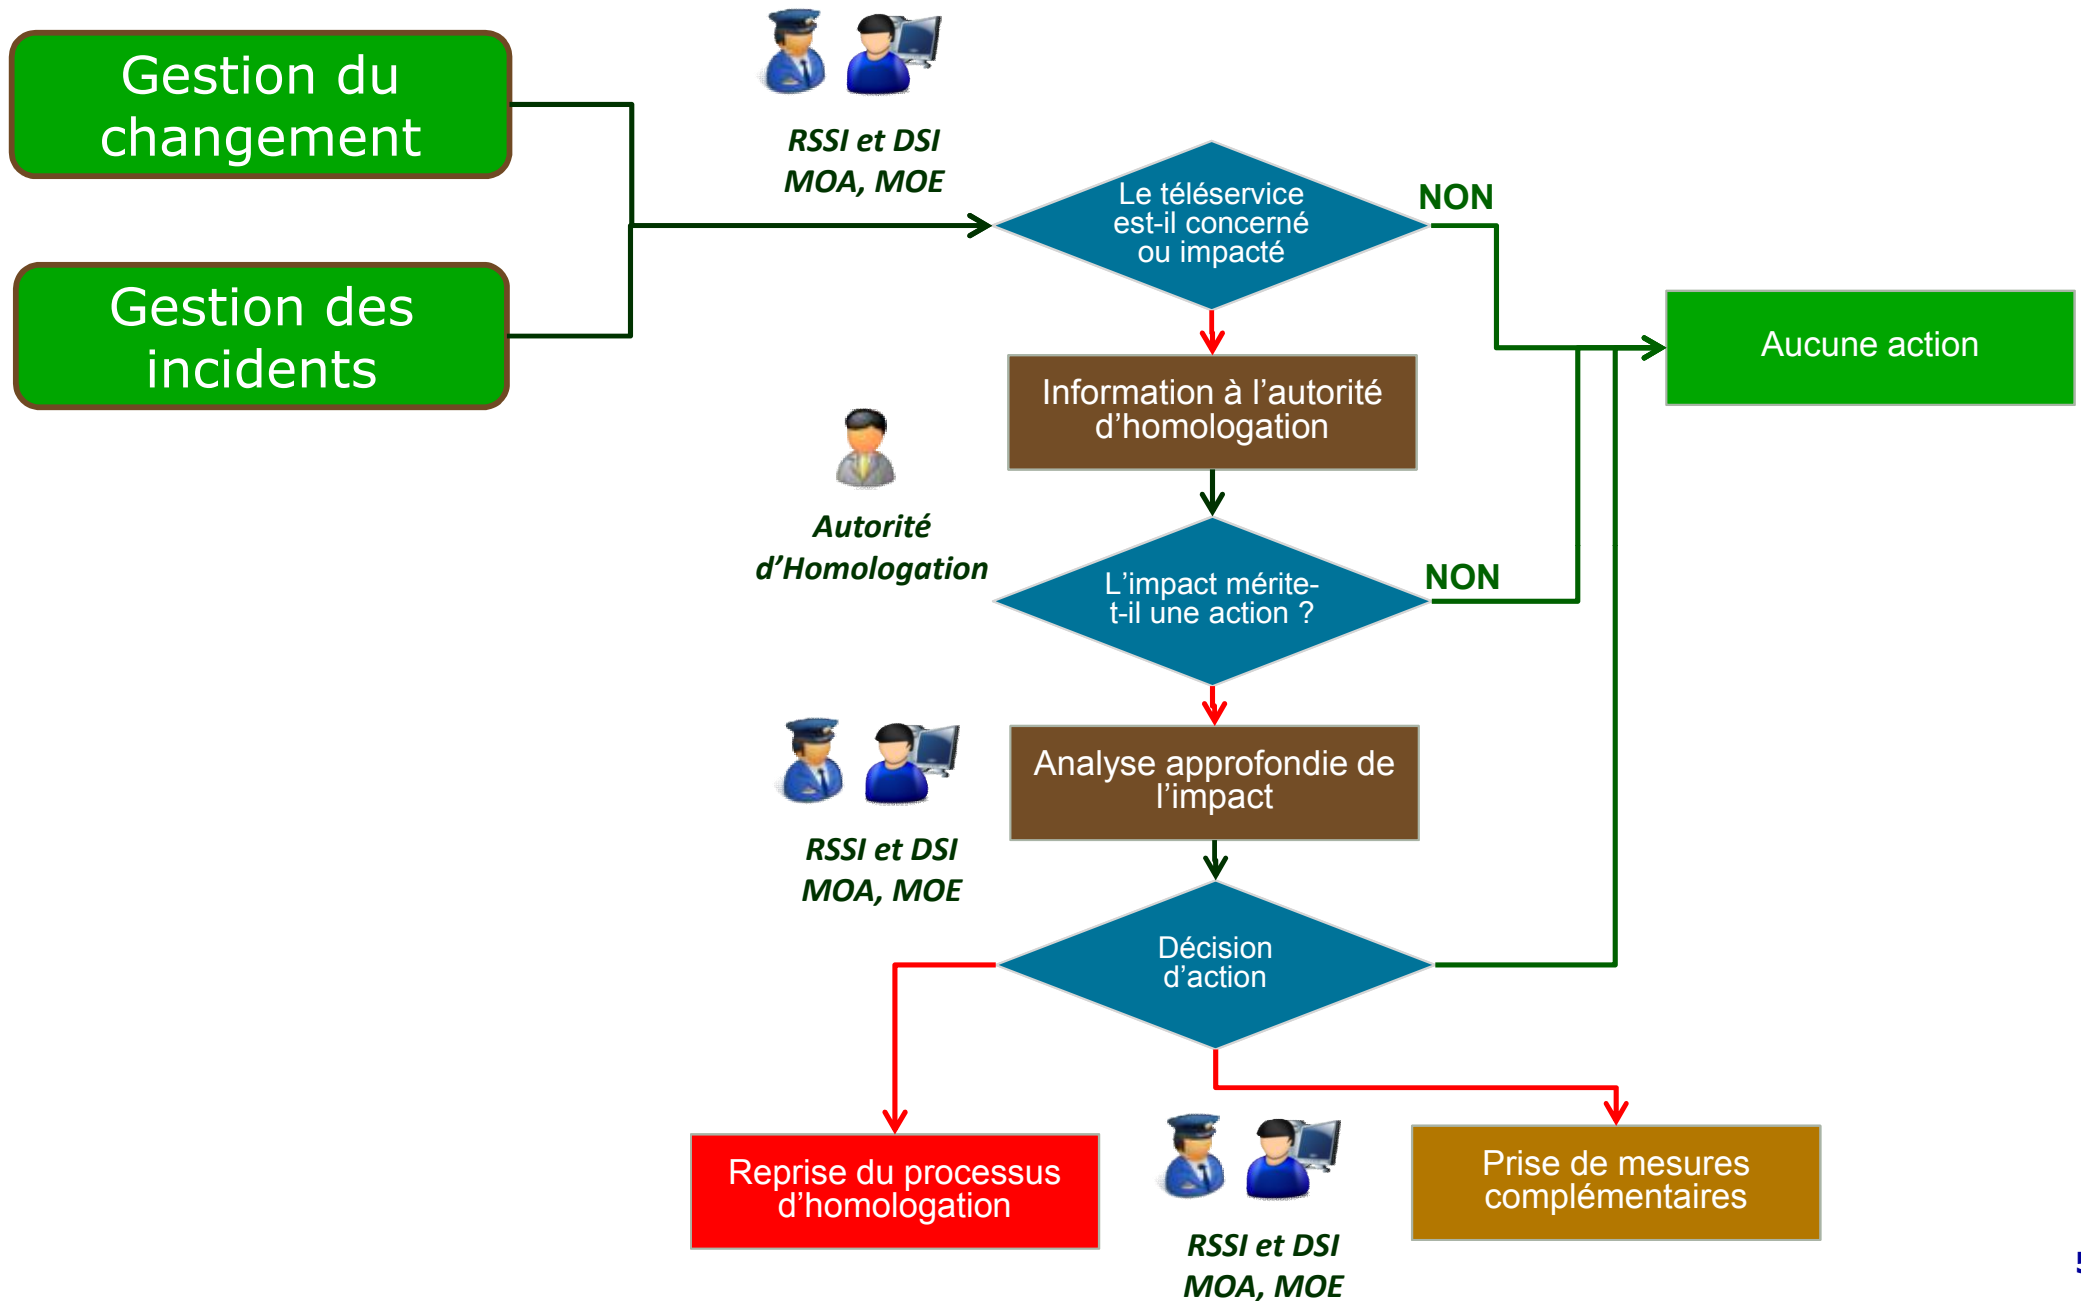 Gestion du
changement
RSSI et DSI
MOA, MOE
Le téléservice
est-il concerné
ou impacté
NON
Gestion des
incidents
Aucune action
Information à l’autorité
d’homologation
Autorité
d’Homologation
L’impact mérite-
t-il une action ?
NON
Analyse approfondie de
l’impact
RSSI et DSI
MOA, MOE
Décision
d’action
Reprise du processus
d’homologation
Prise de mesures
complémentaires
RSSI et DSI
MOA, MOE